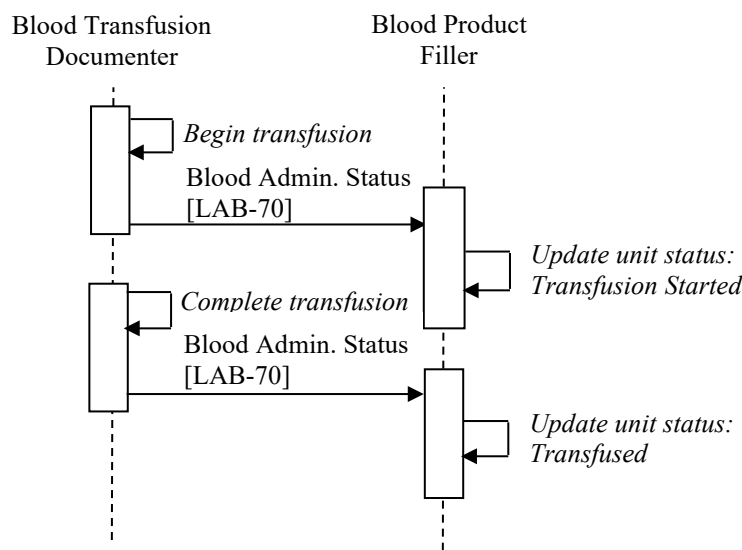 Blood Transfusion
Documenter
Blood Product
Filler
Begin transfusion
Blood Admin. Status
[LAB-70]
Update unit status:
Transfusion Started
Complete transfusion
Blood Admin. Status
[LAB-70]
Update unit status:
Transfused